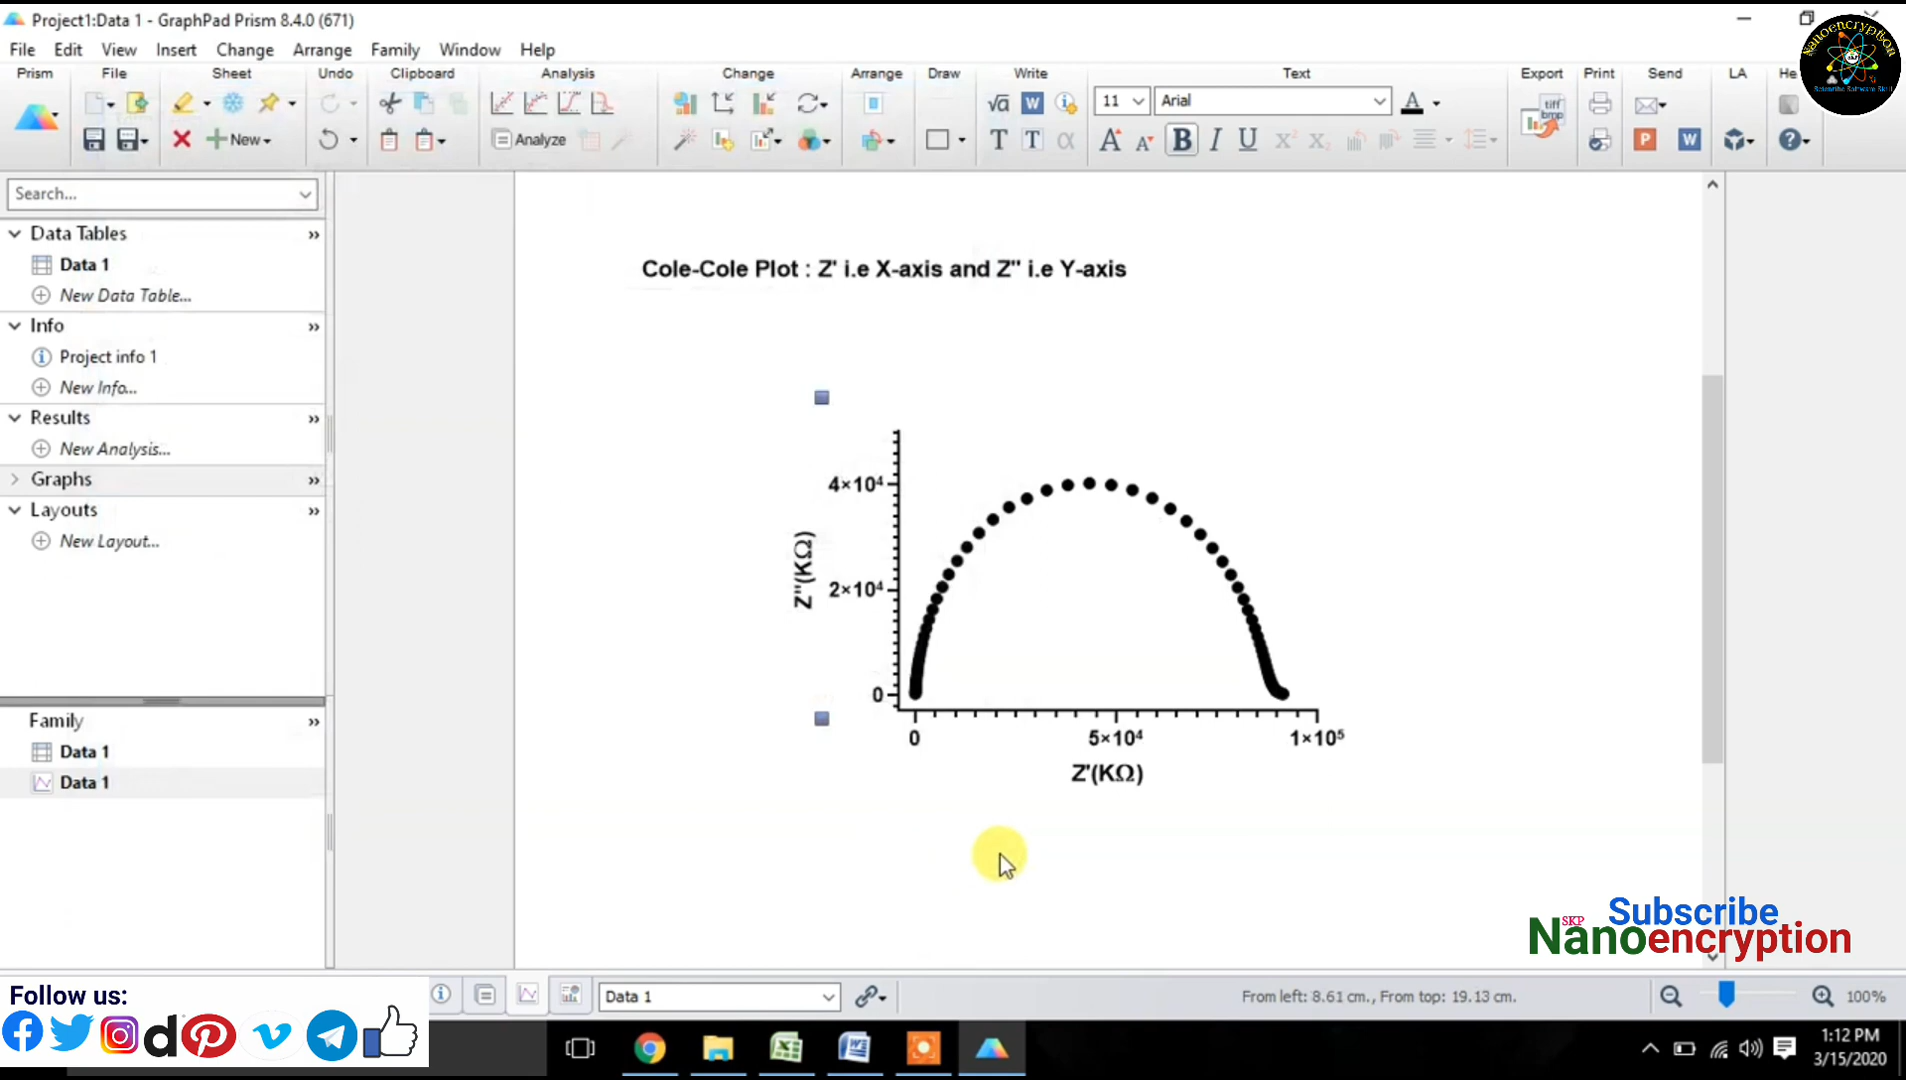 Project1:Data 1 - GraphPad Prism 8.4.0 (671)
File Edit View Insert Change Arrange Family Window Help
Prism File Sheet Undo Clipboard Analysis Change Arrange Draw Write Text Export Print Send LA He
11 Arial
New
Analyze
Nanoencryption
Search...
Data Tables
Data 1
New Data Table...
Info
Project info 1
New Info...
Results
New Analysis...
Graphs
Layouts
New Layout...
Family
Data 1
Data 1
Cole-Cole Plot : Z' i.e X-axis and Z'' i.e Y-axis
4×10⁴
2×10⁴
0
Z''(KΩ)
0 5×10⁴ 1×10⁵
Z'(KΩ)
Subscribe
SKP
Nanoencryption
Follow us:
Data 1
From left: 8.61 cm., From top: 19.13 cm.
100%
1:12 PM
3/15/2020